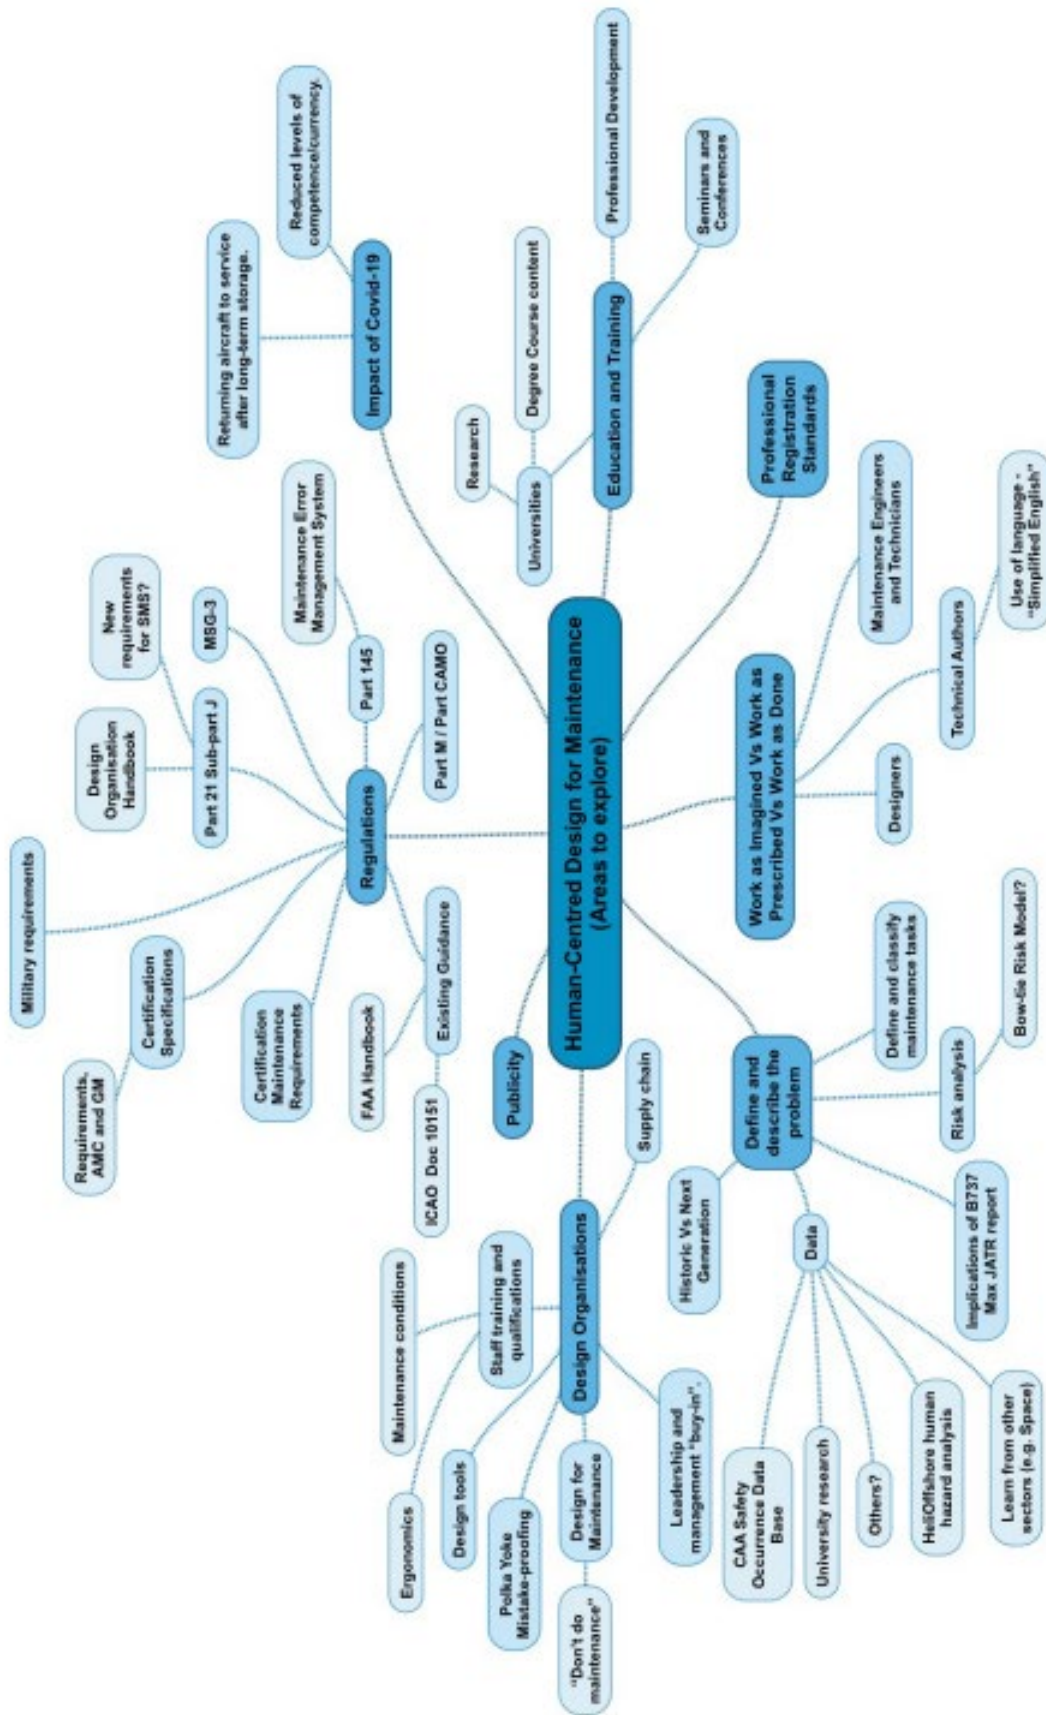 Human-Centred Design for Maintenance
(Areas to explore)
Regulations
Military requirements
Certification
Specifications
Requirements,
AMC and GM
Certification
Maintenance
Requirements
Existing Guidance
FAA Handbook
ICAO Doc 10151
Part 21 Sub-part J
Design
Organisation
Handbook
New
requirements
for SMS?
MSG-3
Part 145
Maintenance Error
Management System
Part M / Part CAMO
Impact of Covid-19
Returning aircraft to service
after long-term storage.
Reduced levels of
competence/currency.
Education and Training
Universities
Research
Degree Course content
Professional Development
Seminars and
Conferences
Professional
Registration
Standards
Work as Imagined Vs Work as
Prescribed Vs Work as Done
Designers
Technical Authors
Use of language -
"Simplified English"
Maintenance Engineers
and Technicians
Define and
describe the
problem
Define and classify
maintenance tasks
Risk analysis
Bow-tie Risk Model?
Implications of B737
Max JATR report
Historic Vs Next
Generation
Data
CAA Safety
Occurrence Data
Base
University research
Others?
HeliOffshore human
hazard analysis
Learn from other
sectors (e.g. Space)
Publicity
Design Organisations
Supply chain
Staff training and
qualifications
Maintenance conditions
Ergonomics
Design tools
Polka Yoke
Mistake-proofing
Design for
Maintenance
"Don't do
maintenance"
Leadership and
management "buy-in".